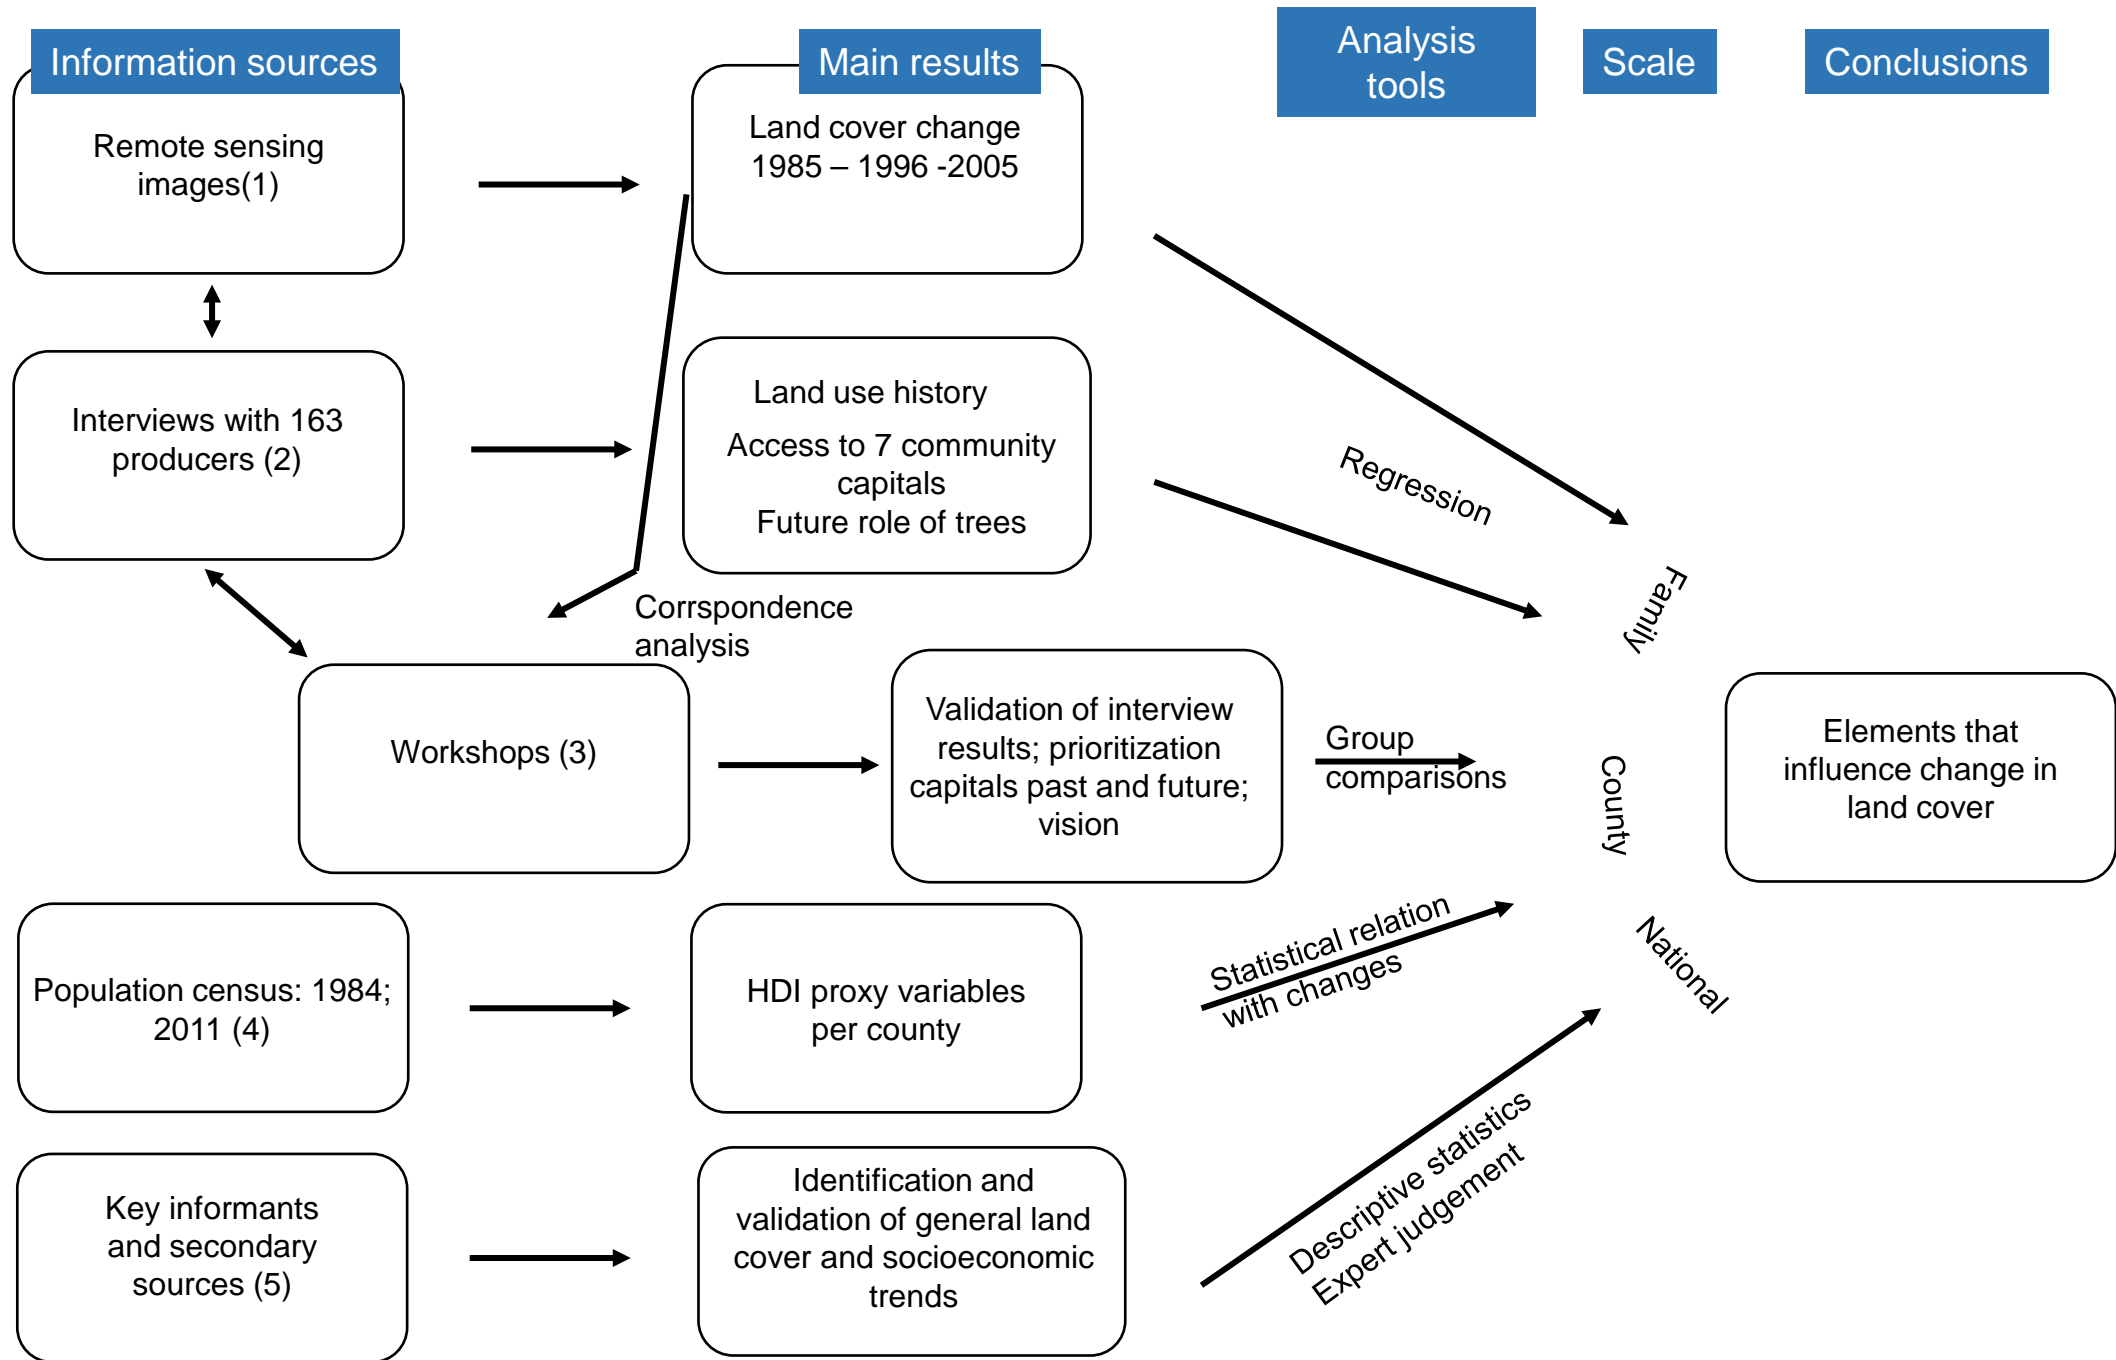 Information sources
Main results
Analysis
tools
Scale
Conclusions
Remote sensing
images(1)
Land cover change
1985 – 1996 -2005
Interviews with 163
producers (2)
Land use history
Access to 7 community
capitals
Future role of trees
Regression
Corrspondence
analysis
Family
Workshops (3)
Validation of interview
results; prioritization
capitals past and future;
vision
Group
comparisons
County
Elements that
influence change in
land cover
Population census: 1984;
2011 (4)
HDI proxy variables
per county
Statistical relation
with changes
National
Key informants
and secondary
sources (5)
Identification and
validation of general land
cover and socioeconomic
trends
Descriptive statistics
Expert judgement